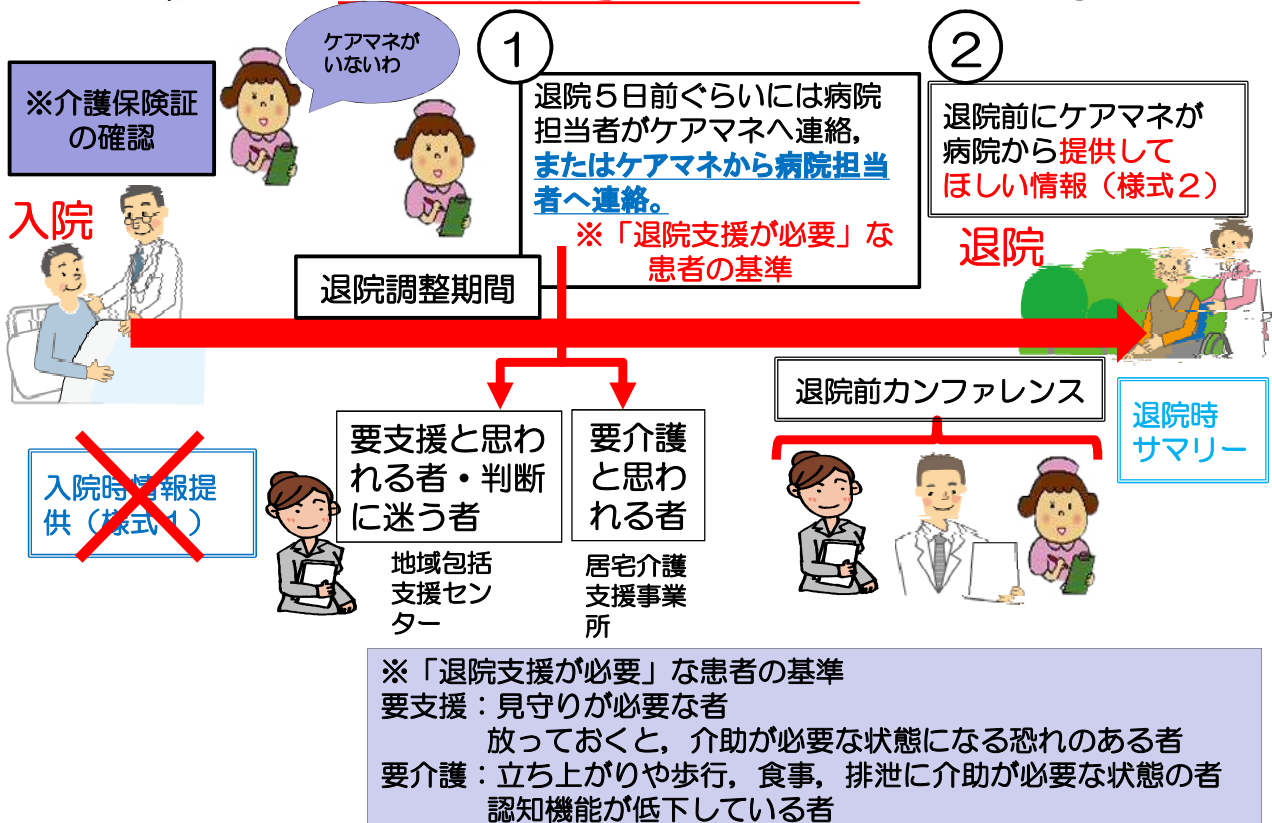 ケアマネが
いないわ
※介護保険証
の確認
①
退院５日前ぐらいには病院
担当者がケアマネへ連絡，
またはケアマネから病院担当
者へ連絡。
※「退院支援が必要」な
患者の基準
②
退院前にケアマネが
病院から提供して
ほしい情報（様式２）
入院
退院
退院調整期間
入院時情報提
供（様式１）
要支援と思わ
れる者・判断
に迷う者
地域包括
支援セン
ター
要介護
と思わ
れる者
居宅介護
支援事業
所
退院前カンファレンス
退院時
サマリー
※「退院支援が必要」な患者の基準
要支援：見守りが必要な者
放っておくと，介助が必要な状態になる恐れのある者
要介護：立ち上がりや歩行，食事，排泄に介助が必要な状態の者
認知機能が低下している者